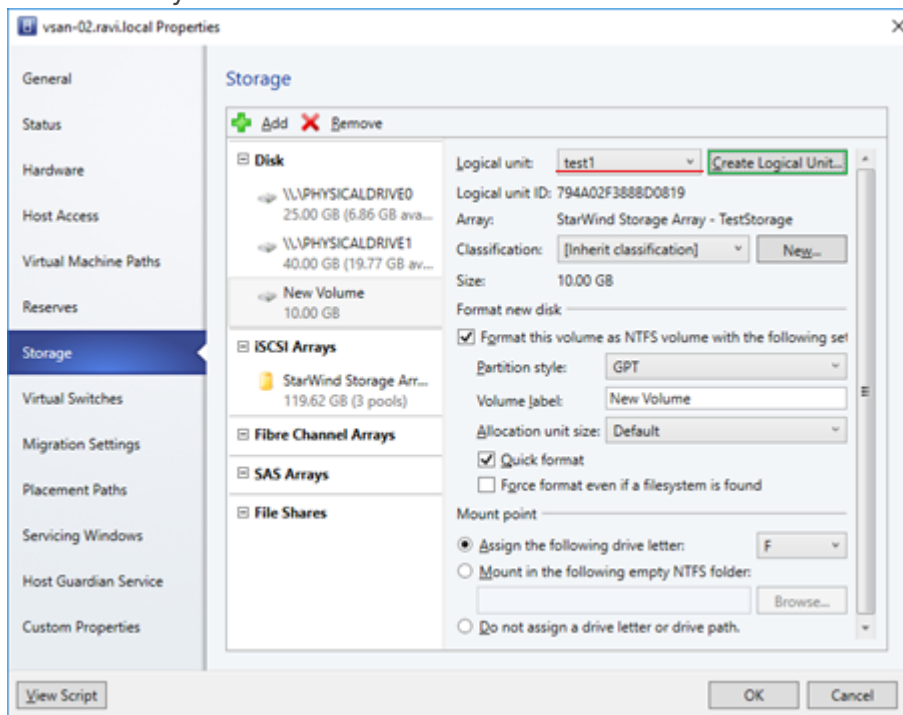 vsan-02.ravi.local Properties
General
Status
Hardware
Host Access
Virtual Machine Paths
Reserves
Storage
Virtual Switches
Migration Settings
Placement Paths
Servicing Windows
Host Guardian Service
Custom Properties
Storage
Add Remove
Disk
\\.\PHYSICALDRIVE0
25.00 GB (6.86 GB ava...
\\.\PHYSICALDRIVE1
40.00 GB (19.77 GB av...
New Volume
10.00 GB
iSCSI Arrays
StarWind Storage Arr...
119.62 GB (3 pools)
Fibre Channel Arrays
SAS Arrays
File Shares
Logical unit: test1 Create Logical Unit...
Logical unit ID: 794A02F3888D0819
Array: StarWind Storage Array - TestStorage
Classification: [Inherit classification] New...
Size: 10.00 GB
Format new disk
Format this volume as NTFS volume with the following set
Partition style: GPT
Volume label: New Volume
Allocation unit size: Default
Quick format
Force format even if a filesystem is found
Mount point
Assign the following drive letter: F
Mount in the following empty NTFS folder:
Browse...
Do not assign a drive letter or drive path.
View Script OK Cancel